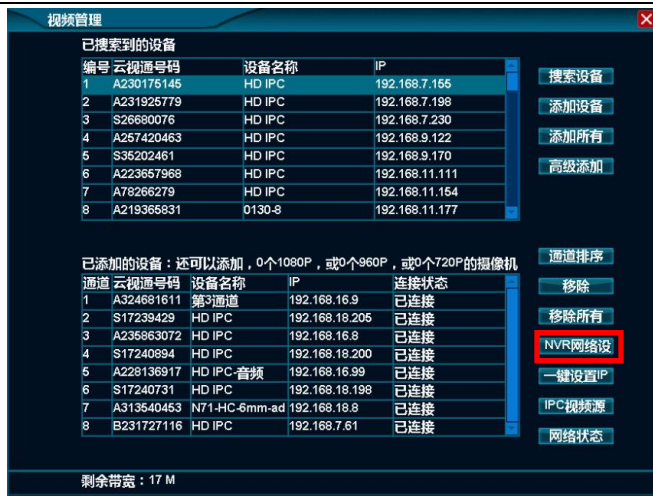 视频管理
已搜索到的设备
编号 云视通号码 设备名称 IP
1 A230175145 HD IPC 192.168.7.155
2 A231925779 HD IPC 192.168.7.198
3 S26680076 HD IPC 192.168.7.230
4 A257420463 HD IPC 192.168.9.122
5 S35202461 HD IPC 192.168.9.170
6 A223657968 HD IPC 192.168.11.111
7 A78266279 HD IPC 192.168.11.154
8 A219365831 0130-8 192.168.11.177
搜索设备
添加设备
添加所有
高级添加
已添加的设备：还可以添加，0个1080P，或0个960P，或0个720P的摄像机
通道 云视通号码 设备名称 IP 连接状态
1 A324681611 第3通道 192.168.16.9 已连接
2 S17239429 HD IPC 192.168.18.205 已连接
3 A235863072 HD IPC 192.168.16.8 已连接
4 S17240894 HD IPC 192.168.18.200 已连接
5 A228136917 HD IPC-音频 192.168.16.99 已连接
6 S17240731 HD IPC 192.168.18.198 已连接
7 A313540453 N71-HC-6mm-ad 192.168.18.8 已连接
8 B231727116 HD IPC 192.168.7.61 已连接
通道排序
移除
移除所有
NVR网络设
一键设置IP
IPC视频源
网络状态
剩余带宽：17 M